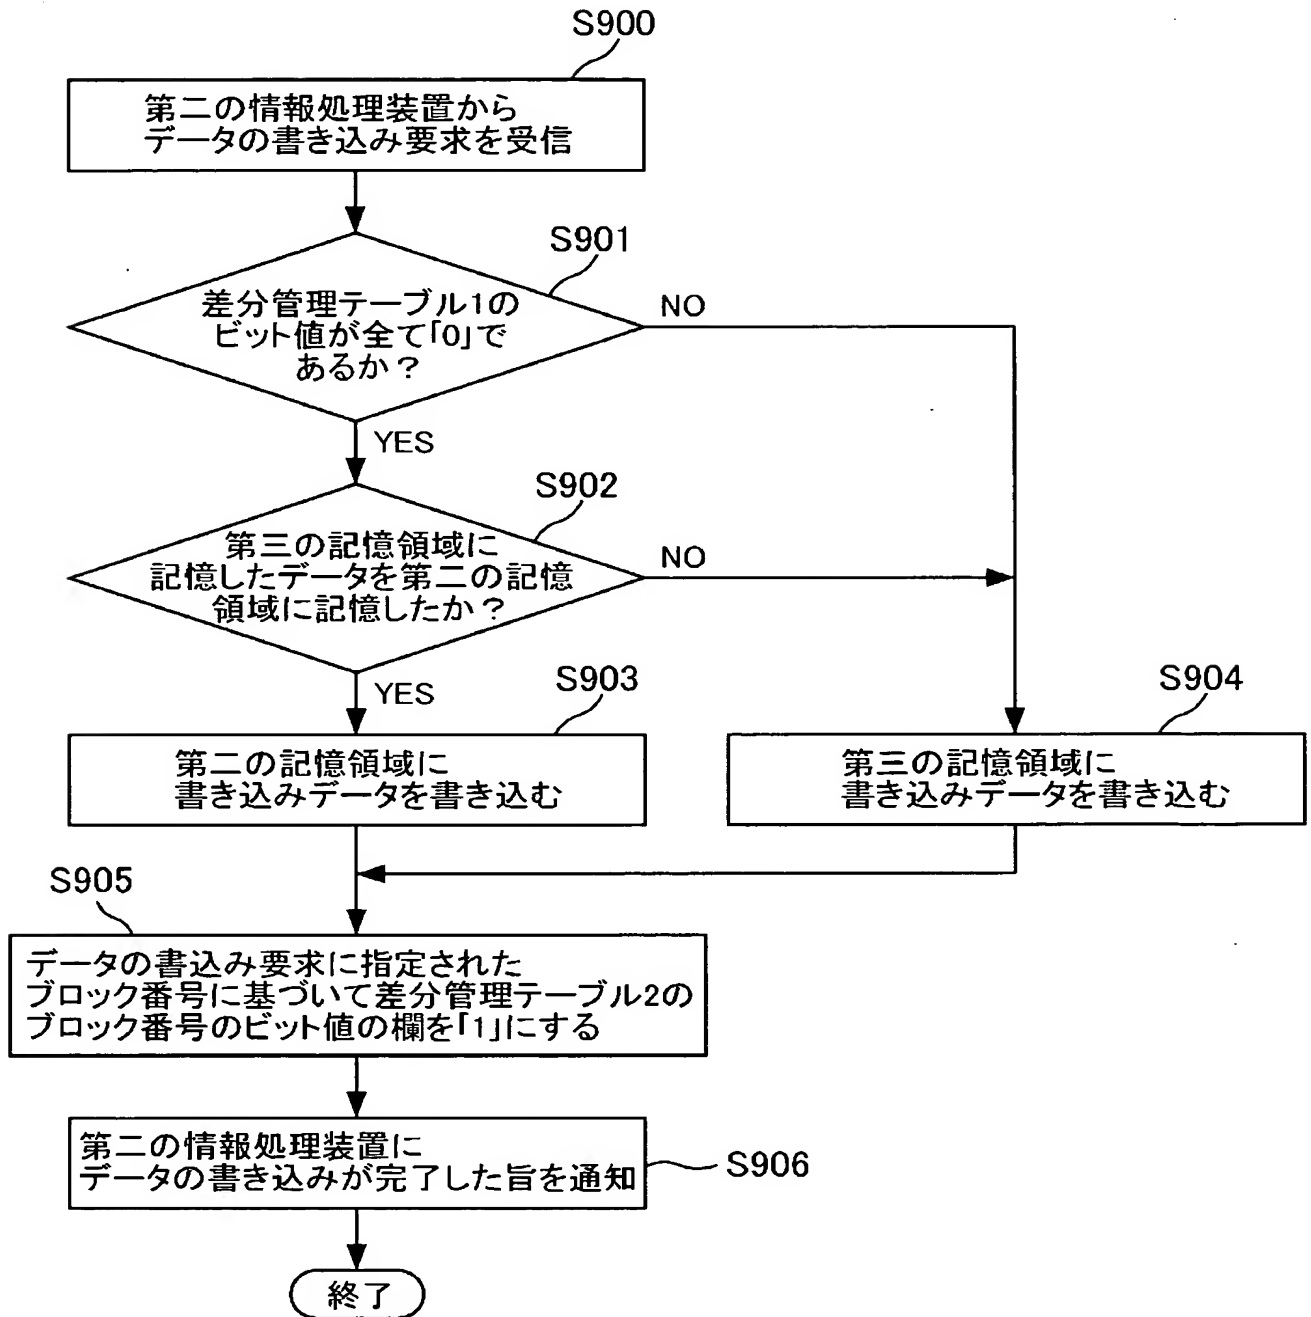 S900
第二の情報処理装置から
データの書き込み要求を受信
S901
差分管理テーブル1の
ビット値が全て「0」で
あるか？
NO
YES
S902
第三の記憶領域に
記憶したデータを第二の記憶
領域に記憶したか？
NO
YES
S903
第二の記憶領域に
書き込みデータを書き込む
S904
第三の記憶領域に
書き込みデータを書き込む
S905
データの書込み要求に指定された
ブロック番号に基づいて差分管理テーブル2の
ブロック番号のビット値の欄を「1」にする
第二の情報処理装置に
データの書き込みが完了した旨を通知
S906
終了